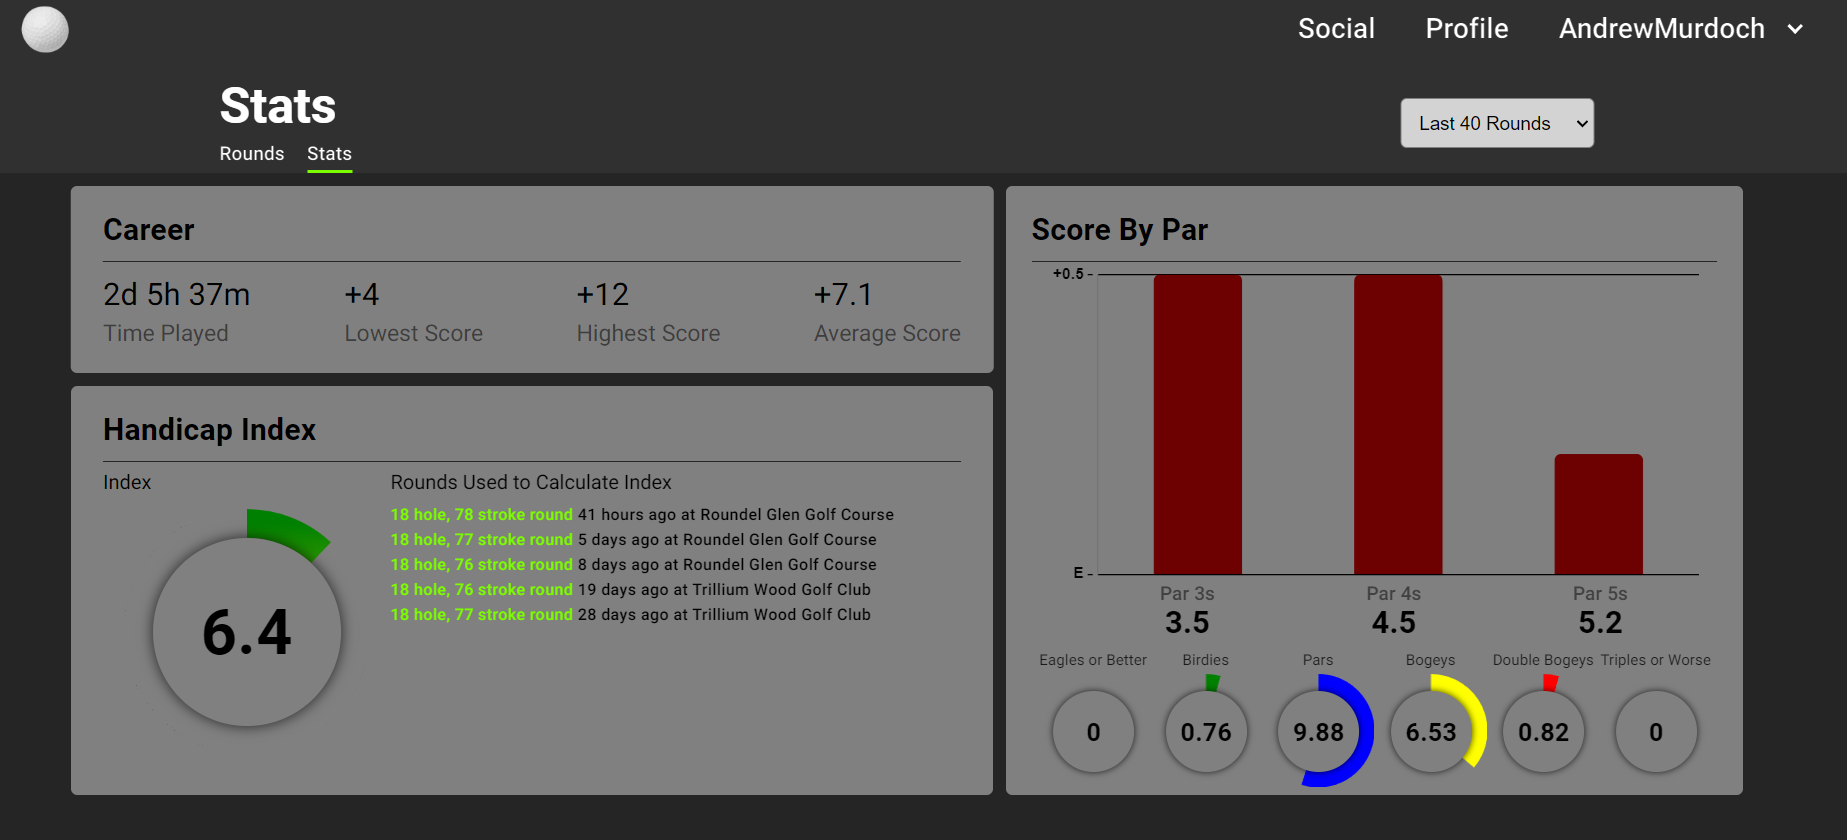 Social Profile AndrewMurdoch
Stats
Last 40 Rounds
Rounds Stats
Career
2d 5h 37m +4 +12 +7.1
Time Played Lowest Score Highest Score Average Score
Handicap Index
Index
6.4
Rounds Used to Calculate Index
18 hole, 78 stroke round 41 hours ago at Roundel Glen Golf Course
18 hole, 77 stroke round 5 days ago at Roundel Glen Golf Course
18 hole, 76 stroke round 8 days ago at Roundel Glen Golf Course
18 hole, 76 stroke round 19 days ago at Trillium Wood Golf Club
18 hole, 77 stroke round 28 days ago at Trillium Wood Golf Club
Score By Par
+0.5
E
Par 3s Par 4s Par 5s
3.5 4.5 5.2
Eagles or Better Birdies Pars Bogeys Double Bogeys Triples or Worse
0 0.76 9.88 6.53 0.82 0